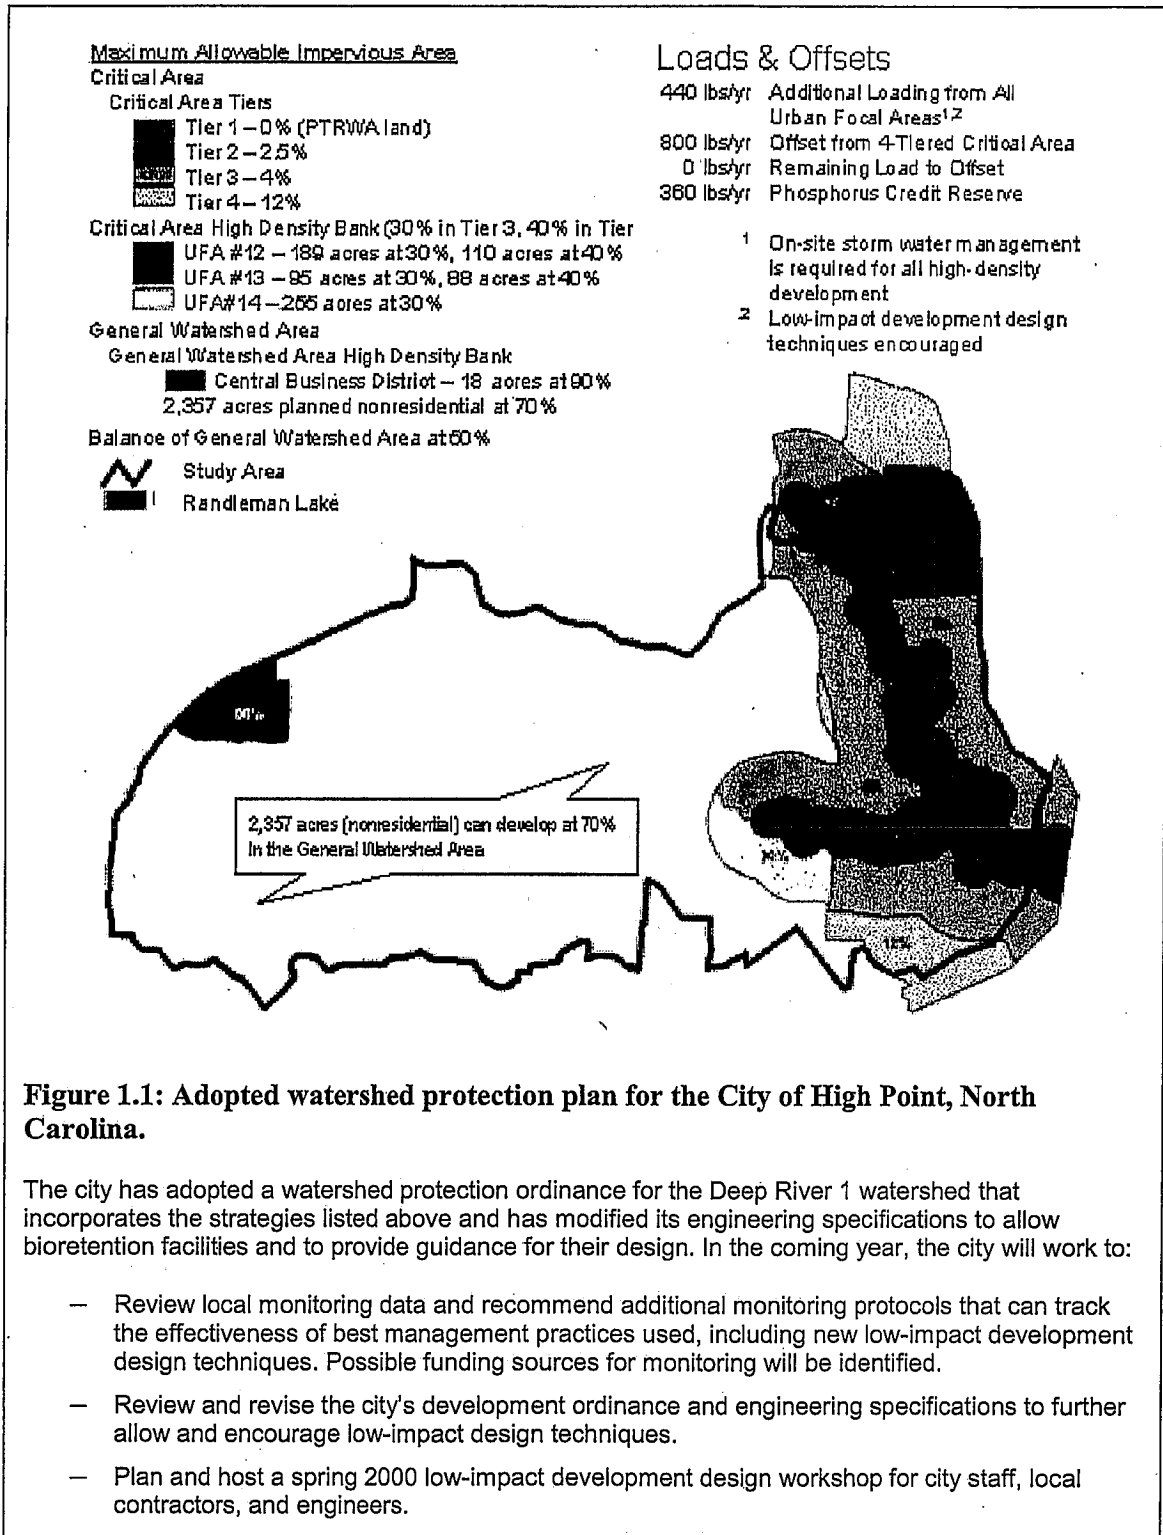 Maximum Allowable Impervious Area
Critical Area
Critical Area Tiers
Tier 1 – 0% (PTRWA land)
Tier 2 – 2.5%
Tier 3 – 4%
Tier 4 – 12%
Critical Area High Density Bank (30% in Tier 3, 40% in Tier
UFA #12 – 189 acres at 30%, 110 acres at 40%
UFA #13 – 95 acres at 30%, 88 acres at 40%
UFA#14 – 255 acres at 30%
General Watershed Area
General Watershed Area High Density Bank
Central Business District – 18 acres at 90%
2,357 acres planned nonresidential at 70%
Balance of General Watershed Area at 50%
Study Area
Randleman Lake
Loads & Offsets
440 lbs/yr Additional Loading from All
Urban Focal Areas1,2
800 lbs/yr Offset from 4-Tiered Critical Area
0 lbs/yr Remaining Load to Offset
360 lbs/yr Phosphorus Credit Reserve
1 On-site storm water management
is required for all high-density
development
2 Low-impact development design
techniques encouraged
90%
2,357 acres (nonresidential) can develop at 70%
In the General Watershed Area
30%
12%
Figure 1.1: Adopted watershed protection plan for the City of High Point, North
Carolina.
The city has adopted a watershed protection ordinance for the Deep River 1 watershed that
incorporates the strategies listed above and has modified its engineering specifications to allow
bioretention facilities and to provide guidance for their design. In the coming year, the city will work to:
– Review local monitoring data and recommend additional monitoring protocols that can track
the effectiveness of best management practices used, including new low-impact development
design techniques. Possible funding sources for monitoring will be identified.
– Review and revise the city's development ordinance and engineering specifications to further
allow and encourage low-impact design techniques.
– Plan and host a spring 2000 low-impact development design workshop for city staff, local
contractors, and engineers.